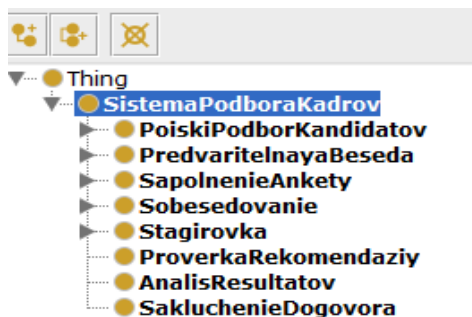 Thing
SistemaPodboraKadrov
PoiskiPodborKandidatov
PredvaritelnayaBeseda
SapolnenieAnkety
Sobesedovanie
Stagirovka
ProverkaRekomendaziy
AnalisResultatov
SakluchenieDogovora